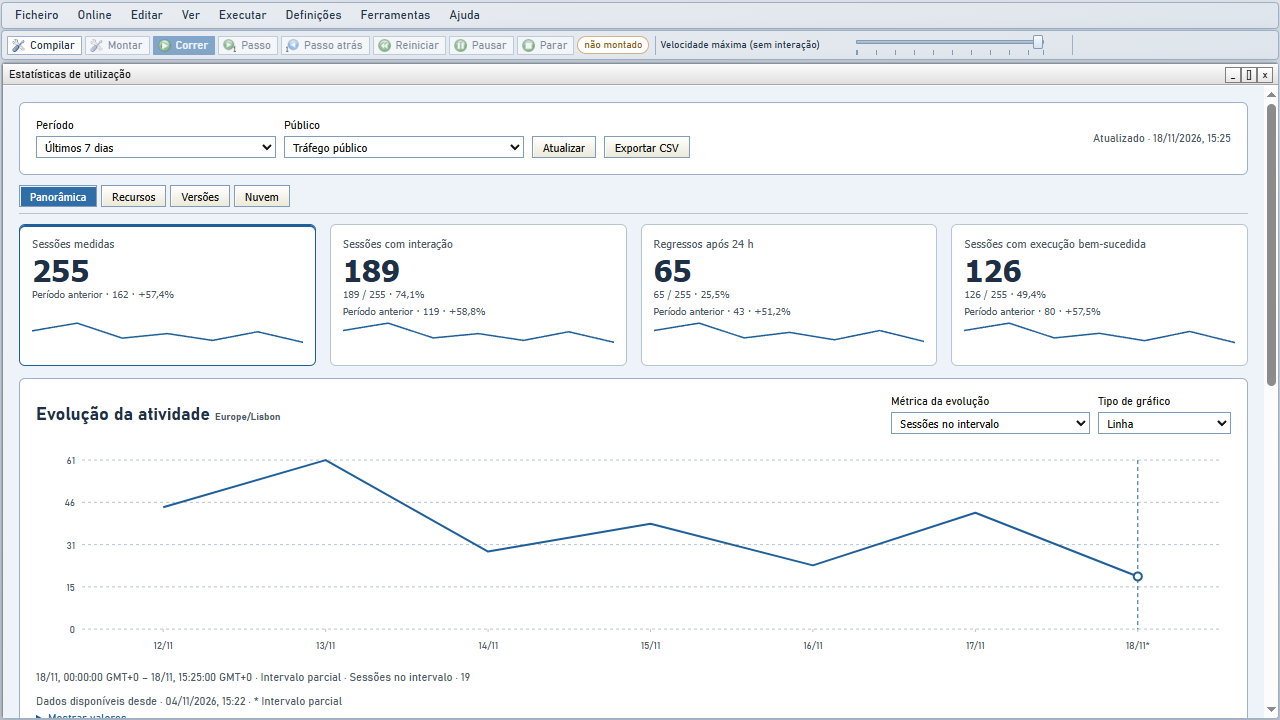 Ficheiro Online Editar Ver Executar Definições Ferramentas Ajuda
Compilar Montar Correr Passo Passo atrás Reiniciar Pausar Parar não montado Velocidade máxima (sem interação)
Estatísticas de utilização
Período Público
Últimos 7 dias Tráfego público Atualizar Exportar CSV Atualizado · 18/11/2026, 15:25
Panorâmica Recursos Versões Nuvem
Sessões medidas
255
Período anterior · 162 · +57,4%
Sessões com interação
189
189 / 255 · 74,1%
Período anterior · 119 · +58,8%
Regressos após 24 h
65
65 / 255 · 25,5%
Período anterior · 43 · +51,2%
Sessões com execução bem-sucedida
126
126 / 255 · 49,4%
Período anterior · 80 · +57,5%
Evolução da atividade Europe/Lisbon
Métrica da evolução Tipo de gráfico
Sessões no intervalo Linha
61
46
31
15
0
12/11 13/11 14/11 15/11 16/11 17/11 18/11*
18/11, 00:00:00 GMT+0 – 18/11, 15:25:00 GMT+0 · Intervalo parcial · Sessões no intervalo · 19
Dados disponíveis desde · 04/11/2026, 15:22 · * Intervalo parcial
Mostrar valores